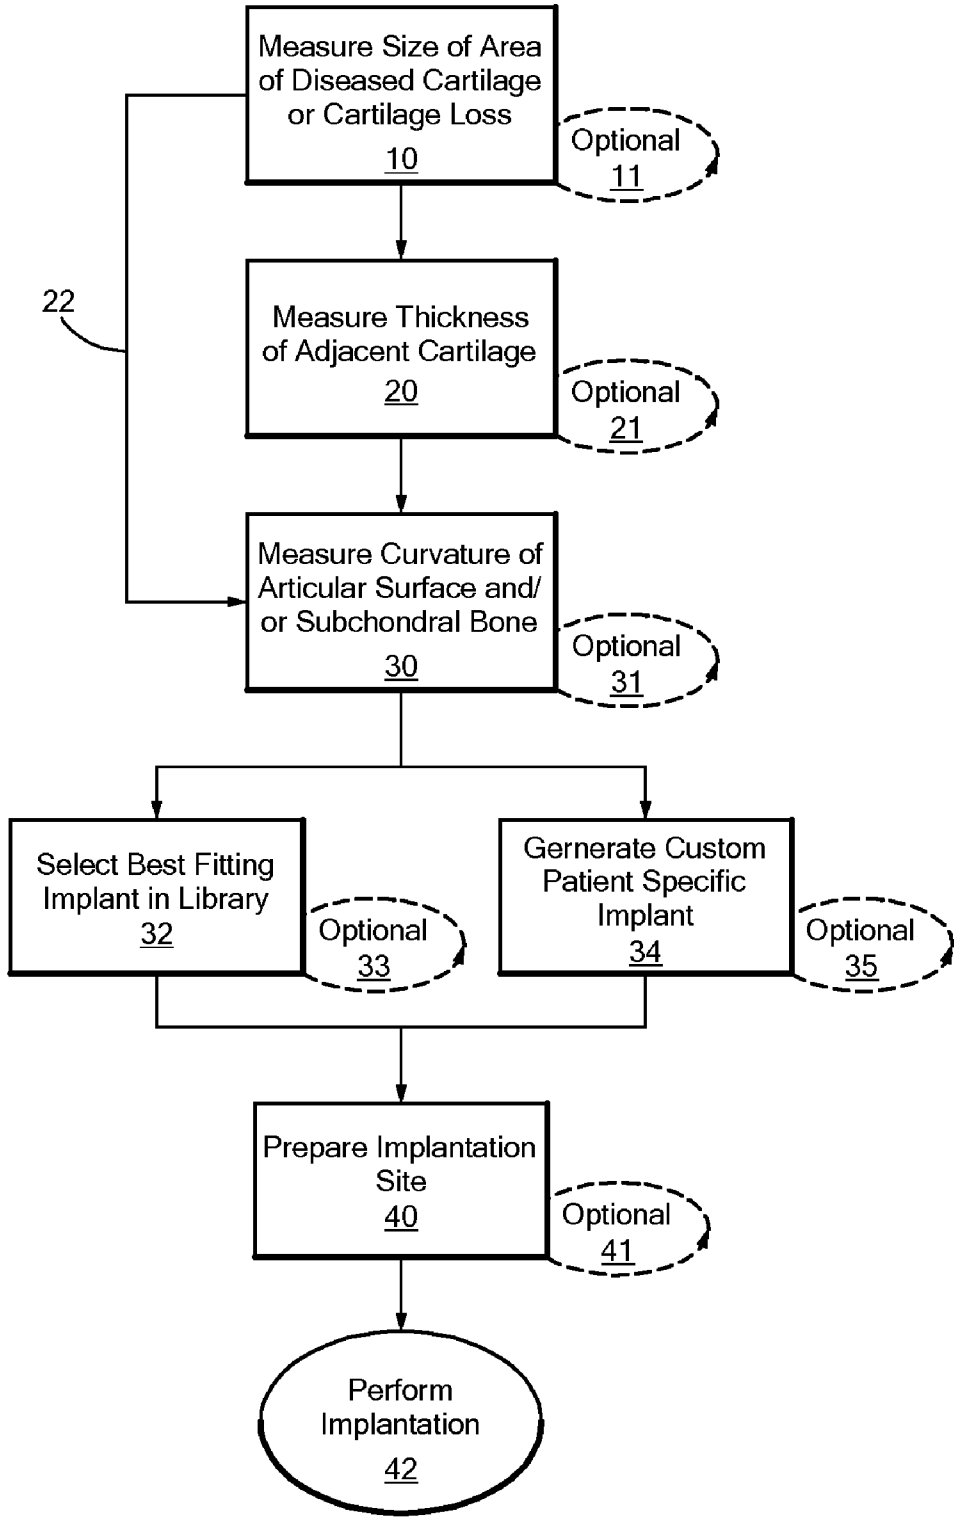 Measure Size of Area
of Diseased Cartilage
or Cartilage Loss
10
Optional
11
22
Measure Thickness
of Adjacent Cartilage
20
Optional
21
Measure Curvature of
Articular Surface and/
or Subchondral Bone
30
Optional
31
Select Best Fitting
Implant in Library
32
Optional
33
Gernerate Custom
Patient Specific
Implant
34
Optional
35
Prepare Implantation
Site
40
Optional
41
Perform
Implantation
42